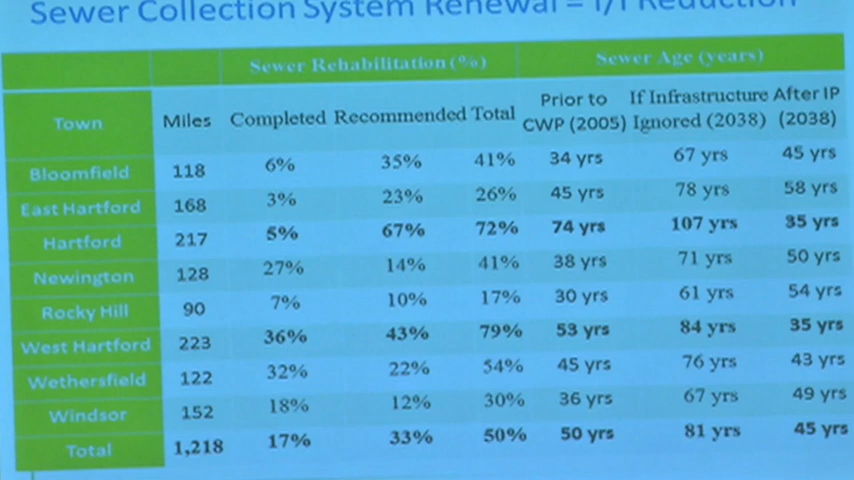 Sewer Collection System Renewal = I/I Reduction
Sewer Rehabilitation (%) Sewer Age (years)
Town Miles Completed Recommended Total Prior to CWP (2005) If Infrastructure Ignored (2038) After IP (2038)
Bloomfield 118 6% 35% 41% 34 yrs 67 yrs 45 yrs
East Hartford 168 3% 23% 26% 45 yrs 78 yrs 58 yrs
Hartford 217 5% 67% 72% 74 yrs 107 yrs 35 yrs
Newington 128 27% 14% 41% 38 yrs 71 yrs 50 yrs
Rocky Hill 90 7% 10% 17% 30 yrs 61 yrs 54 yrs
West Hartford 223 36% 43% 79% 53 yrs 84 yrs 35 yrs
Wethersfield 122 32% 22% 54% 45 yrs 76 yrs 43 yrs
Windsor 152 18% 12% 30% 36 yrs 67 yrs 49 yrs
Total 1,218 17% 33% 50% 50 yrs 81 yrs 45 yrs